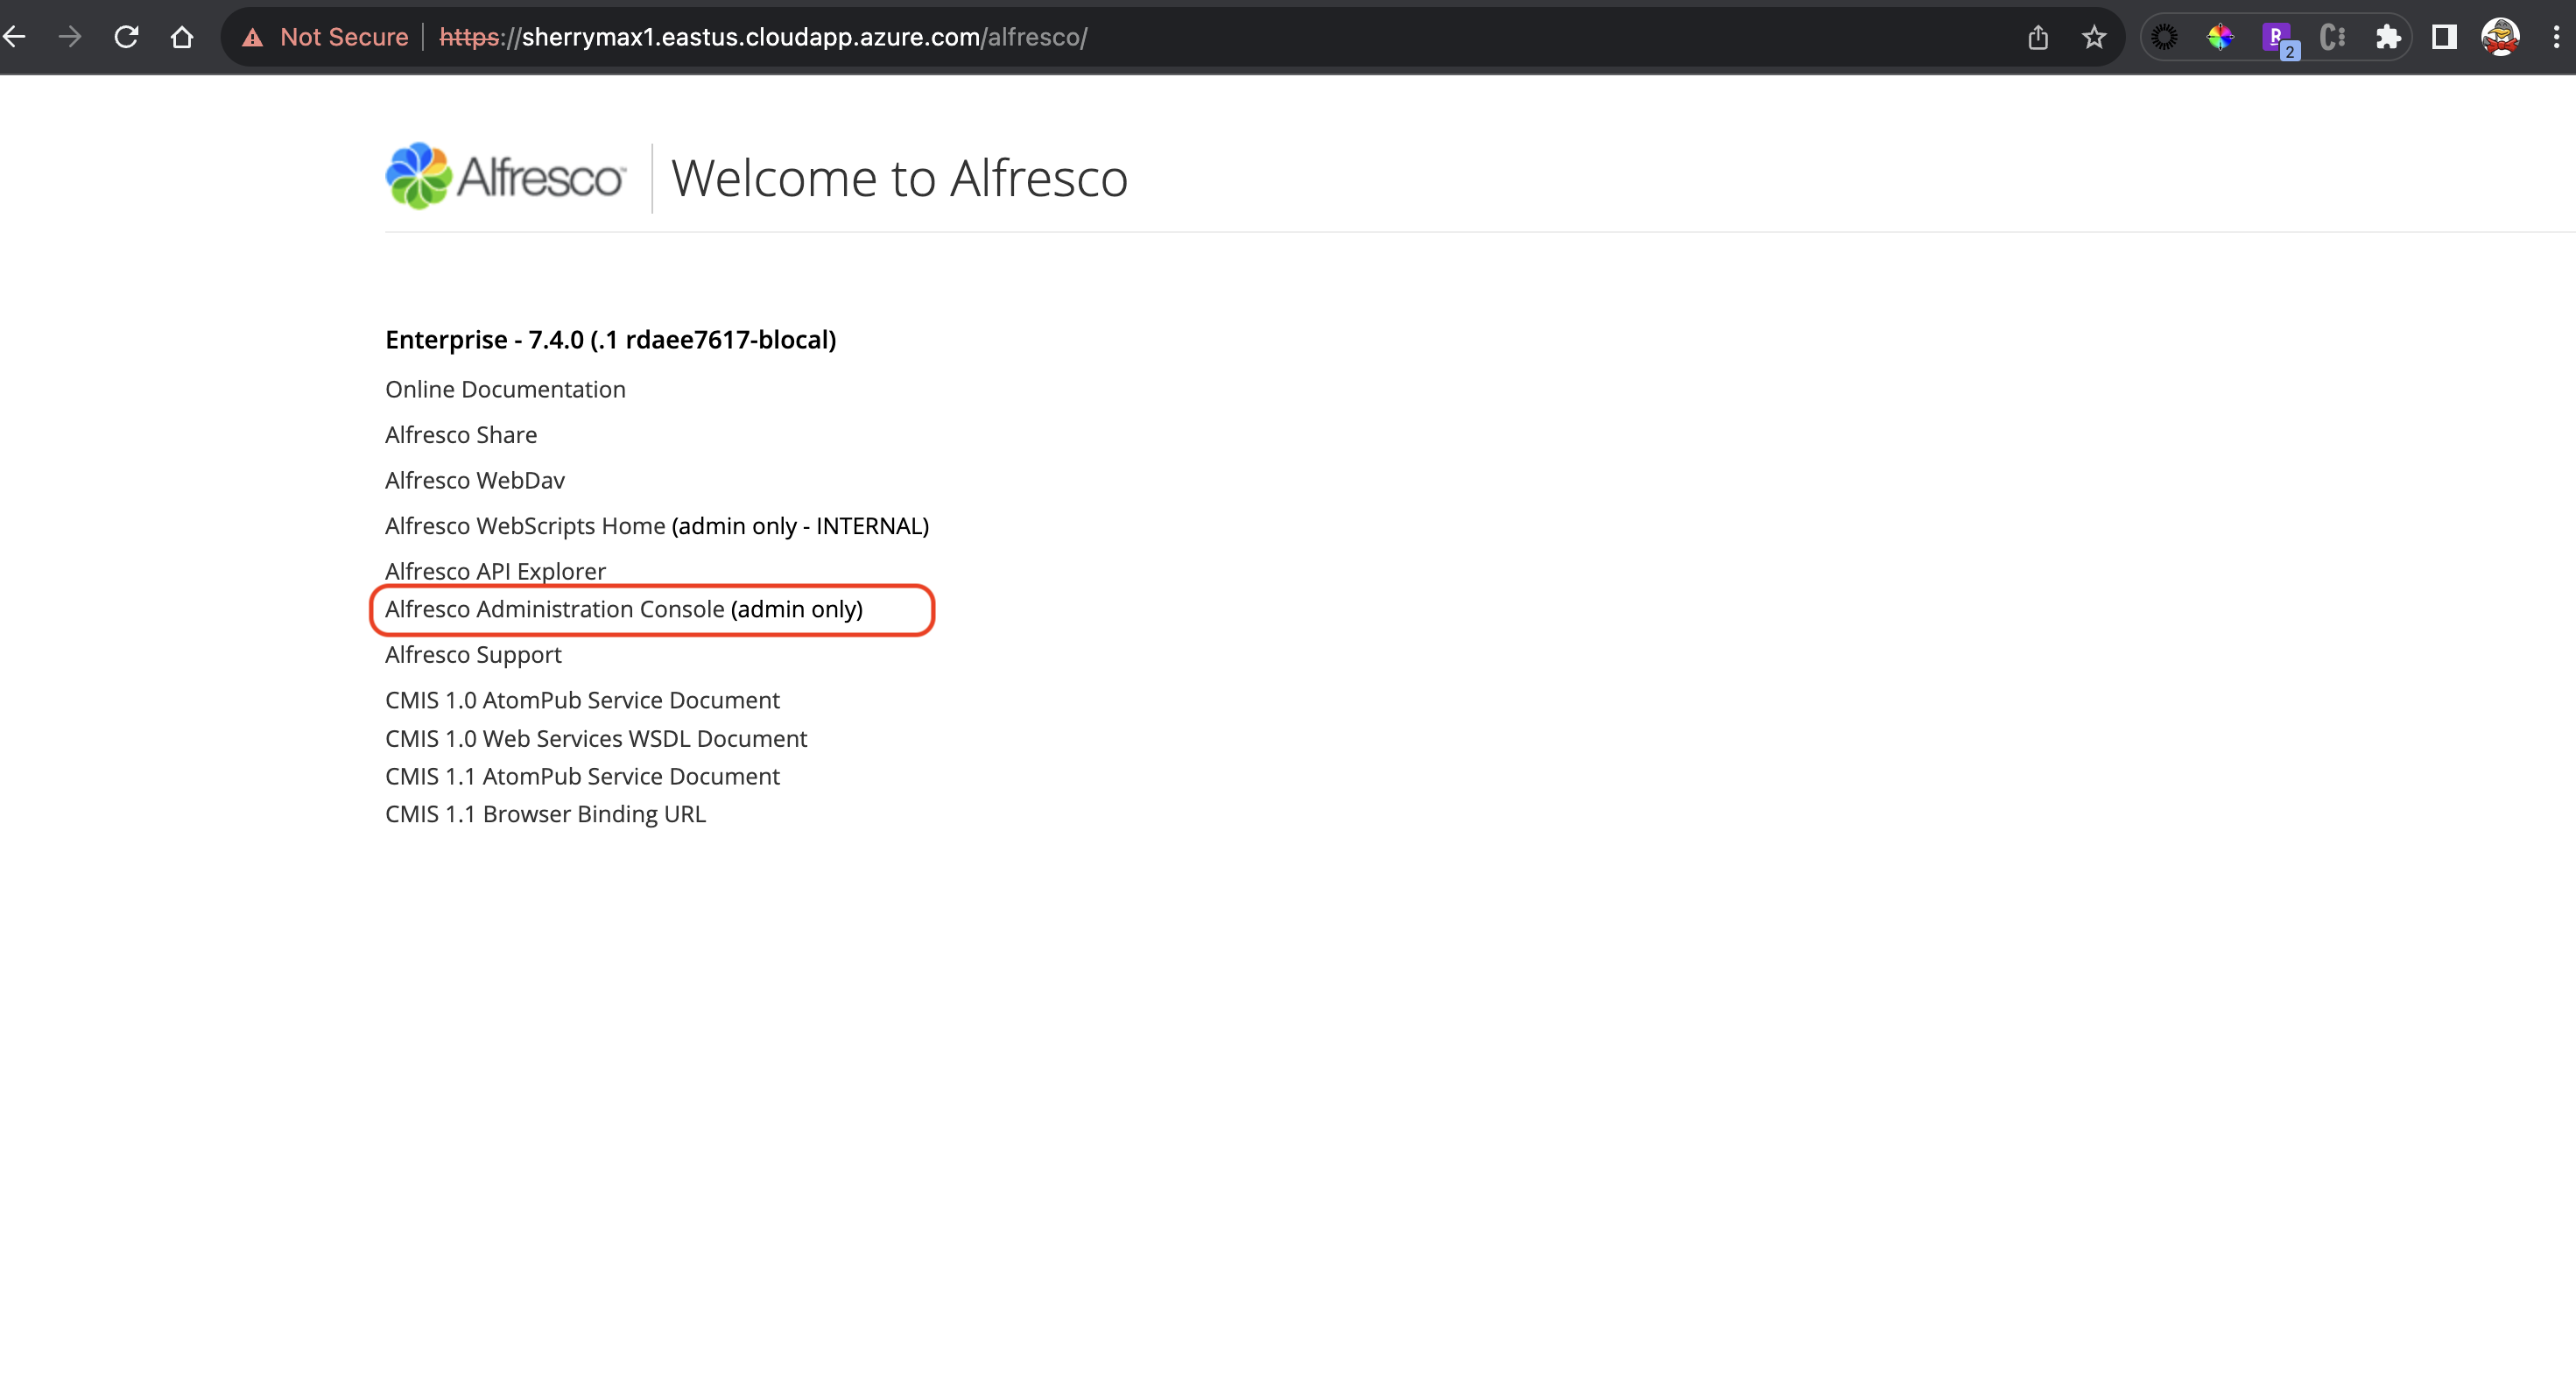 Not Secure https://sherrymax1.eastus.cloudapp.azure.com/alfresco/
R 2 C
Alfresco™ Welcome to Alfresco
Enterprise - 7.4.0 (.1 rdaee7617-blocal)
Online Documentation
Alfresco Share
Alfresco WebDav
Alfresco WebScripts Home (admin only - INTERNAL)
Alfresco API Explorer
Alfresco Administration Console (admin only)
Alfresco Support
CMIS 1.0 AtomPub Service Document
CMIS 1.0 Web Services WSDL Document
CMIS 1.1 AtomPub Service Document
CMIS 1.1 Browser Binding URL